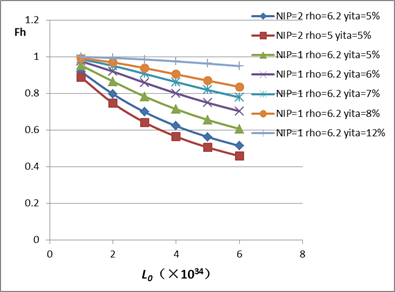 1.2
Fh
1
0.8
0.6
0.4
0.2
0
0
2
4
6
8
L0 (×10³⁴)
NIP=2 rho=6.2 yita=5%
NIP=2 rho=5 yita=5%
NIP=1 rho=6.2 yita=5%
NIP=1 rho=6.2 yita=6%
NIP=1 rho=6.2 yita=7%
NIP=1 rho=6.2 yita=8%
NIP=1 rho=6.2 yita=12%